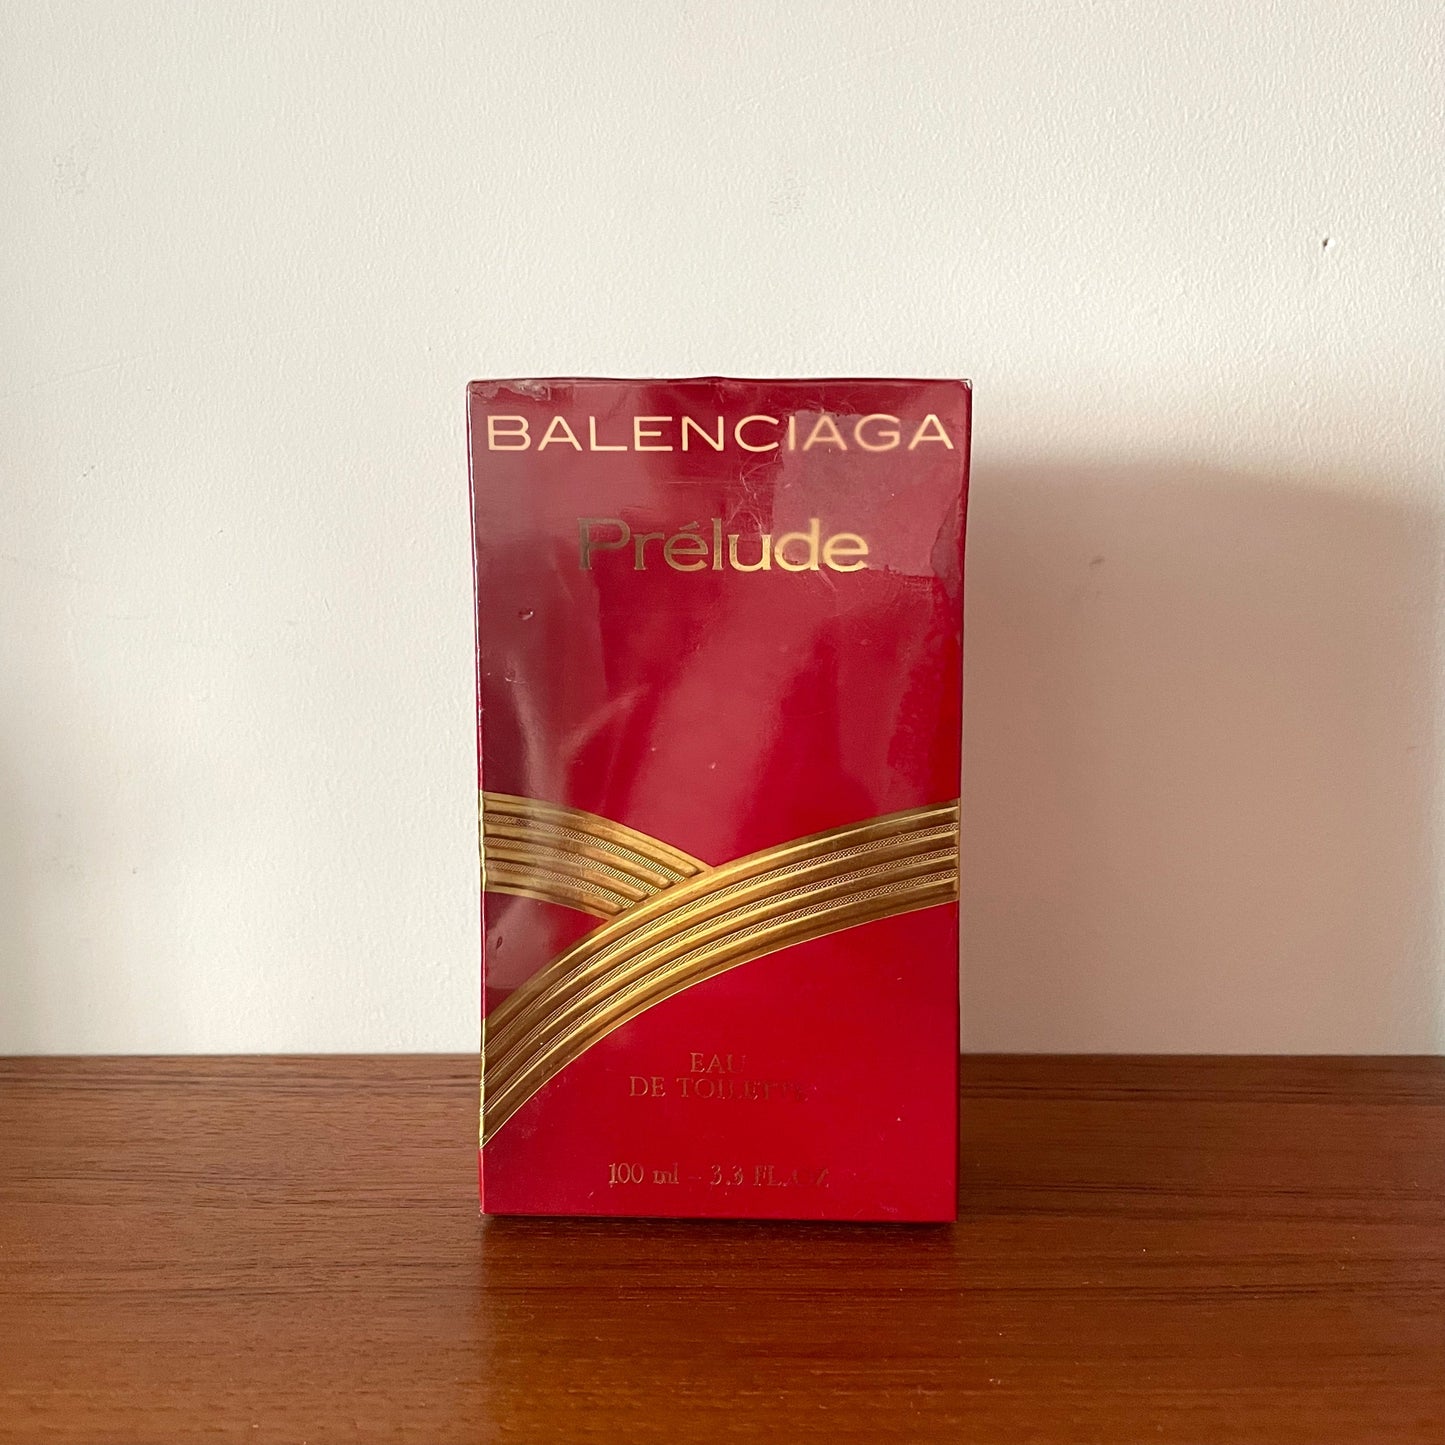 BALENCIAGA
Prélude
EAU
DE TOILETTE
100 ml - 3.3 FL.OZ